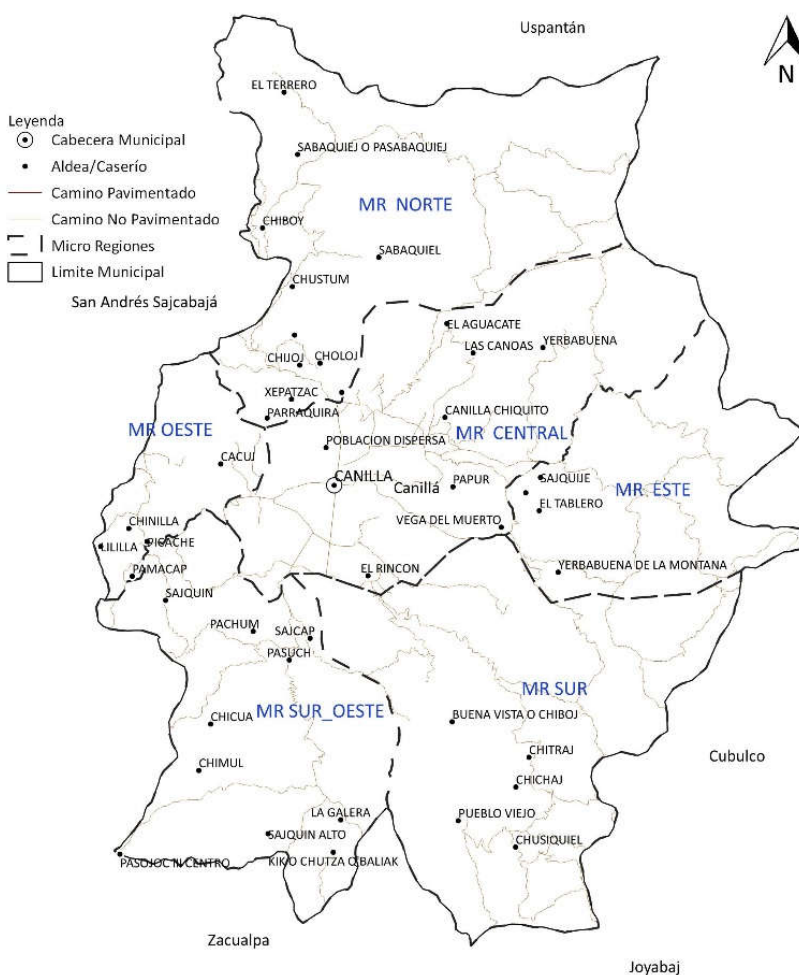 Uspantán
N
EL TERRERO
Leyenda
Cabecera Municipal
Aldea/Caserío
Camino Pavimentado
Camino No Pavimentado
Micro Regiones
Limite Municipal
SABAQUIEJ O PASABAQUIEJ
MR NORTE
CHIBOY
SABAQUIEL
CHUSTUM
San Andrés Sajcabajá
EL AGUACATE
LAS CANOAS
YERBABUENA
CHIJOJ
CHOLOJ
XEPATZAC
PARRAQUIRA
MR OESTE
CANILLA CHIQUITO
MR CENTRAL
POBLACION DISPERSA
CACUJ
CANILLA
Canillá
PAPUR
SAJQUIJE
MR ESTE
EL TABLERO
VEGA DEL MUERTO
CHINILLA
LILILLA
PICACHE
PAMACAP
EL RINCON
YERBABUENA DE LA MONTANA
SAJQUIN
PACHUM
SAJCAP
PASUCH
MR SUR
MR SUR_OESTE
BUENA VISTA O CHIBOJ
CHICUA
CHITRAJ
Cubulco
CHIMUL
CHICHAJ
LA GALERA
PUEBLO VIEJO
SAJQUIN ALTO
CHUSIQUIEL
KIK O CHUTZA Q BALIAK
Zacualpa
Joyabaj